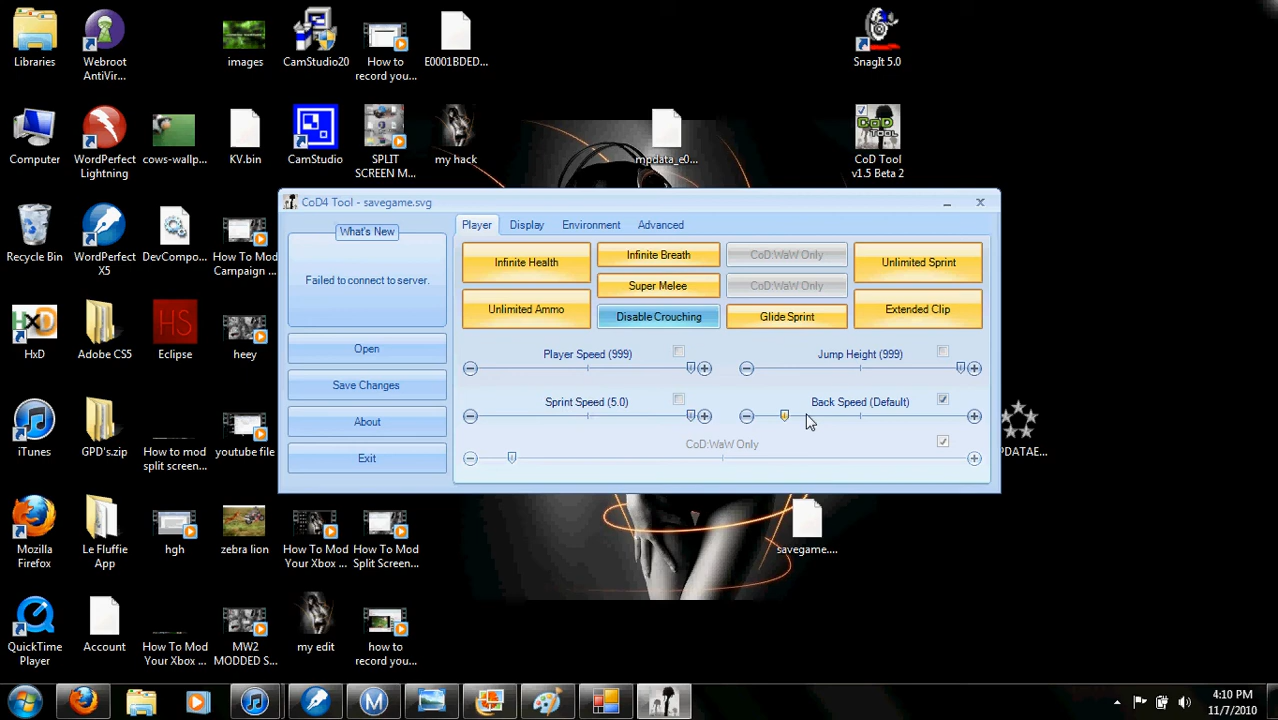 Libraries
Webroot
AntiVir...
images
CamStudio20
How to
record you...
E0001BDED...
SnagIt 5.0
Computer
WordPerfect
Lightning
cows-wallp...
KV.bin
CamStudio
SPLIT
SCREEN M...
my hack
mpdata_e0...
CoD Tool
v1.5 Beta 2
CoD4 Tool - savegame.svg
What's New
Failed to connect to server.
Open
Save Changes
About
Exit
Player
Display
Environment
Advanced
Infinite Health
Infinite Breath
CoD:WaW Only
Unlimited Sprint
Super Melee
CoD:WaW Only
Unlimited Ammo
Disable Crouching
Glide Sprint
Extended Clip
Player Speed (999)
Jump Height (999)
Sprint Speed (5.0)
Back Speed (Default)
CoD:WaW Only
Recycle Bin
WordPerfect
X5
DevCompo...
How To Mod
Campaign ...
HxD
Adobe CS5
Eclipse
heey
iTunes
GPD's.zip
How to mod
split screen...
youtube file
PDATAE...
Mozilla
Firefox
Le Fluffie
App
hgh
zebra lion
How To Mod
Your Xbox ...
How To Mod
Split Screen...
savegame....
QuickTime
Player
Account
How To Mod
Your Xbox ...
MW2
MODDED S...
my edit
how to
record you...
4:10 PM
11/7/2010